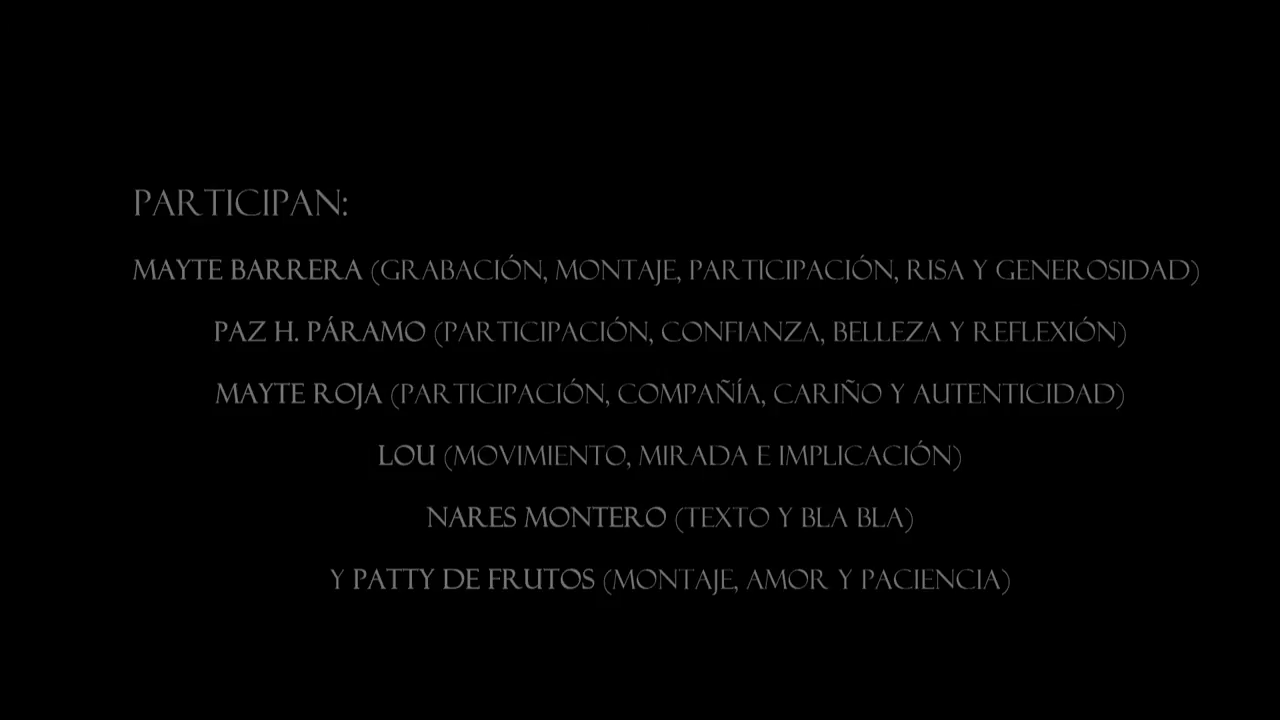 PARTICIPAN:
MAYTE BARRERA (GRABACIÓN, MONTAJE, PARTICIPACIÓN, RISA Y GENEROSIDAD)
PAZ H. PÁRAMO (PARTICIPACIÓN, CONFIANZA, BELLEZA Y REFLEXIÓN)
MAYTE ROJA (PARTICIPACIÓN, COMPAÑÍA, CARIÑO Y AUTENTICIDAD)
LOU (MOVIMIENTO, MIRADA E IMPLICACIÓN)
NARES MONTERO (TEXTO Y BLA BLA)
Y PATTY DE FRUTOS (MONTAJE, AMOR Y PACIENCIA)